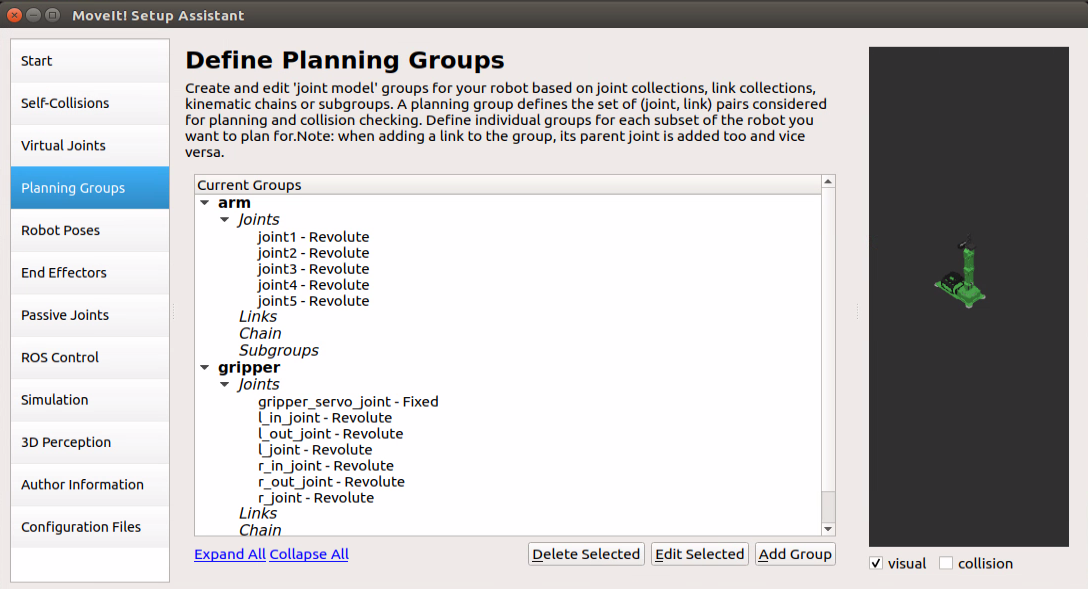 MoveIt! Setup Assistant
Start
Self-Collisions
Virtual Joints
Planning Groups
Robot Poses
End Effectors
Passive Joints
ROS Control
Simulation
3D Perception
Author Information
Configuration Files
Define Planning Groups
Create and edit 'joint model' groups for your robot based on joint collections, link collections,
kinematic chains or subgroups. A planning group defines the set of (joint, link) pairs considered
for planning and collision checking. Define individual groups for each subset of the robot you
want to plan for.Note: when adding a link to the group, its parent joint is added too and vice
versa.
Current Groups
arm
Joints
joint1 - Revolute
joint2 - Revolute
joint3 - Revolute
joint4 - Revolute
joint5 - Revolute
Links
Chain
Subgroups
gripper
Joints
gripper_servo_joint - Fixed
l_in_joint - Revolute
l_out_joint - Revolute
l_joint - Revolute
r_in_joint - Revolute
r_out_joint - Revolute
r_joint - Revolute
Links
Chain
Expand All Collapse All
Delete Selected
Edit Selected
Add Group
visual
collision